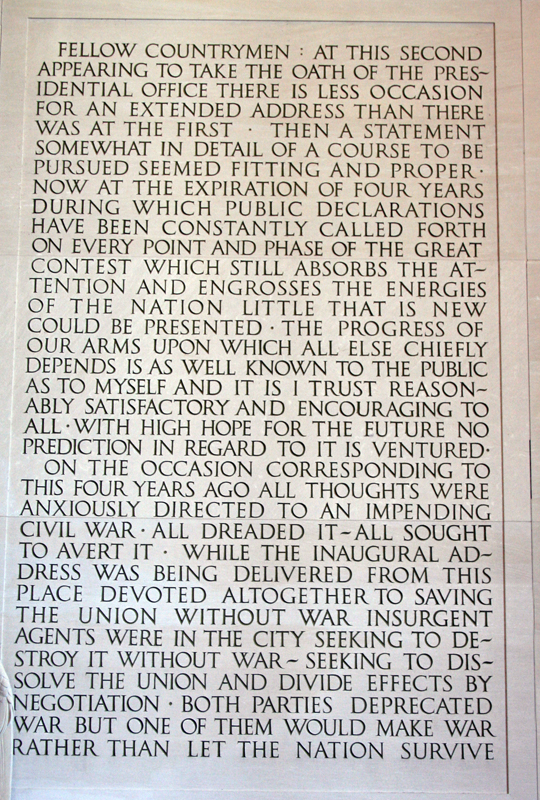 FELLOW COUNTRYMEN : AT THIS SECOND
APPEARING TO TAKE THE OATH OF THE PRES~
IDENTIAL OFFICE THERE IS LESS OCCASION
FOR AN EXTENDED ADDRESS THAN THERE
WAS AT THE FIRST · THEN A STATEMENT
SOMEWHAT IN DETAIL OF A COURSE TO BE
PURSUED SEEMED FITTING AND PROPER·
NOW AT THE EXPIRATION OF FOUR YEARS
DURING WHICH PUBLIC DECLARATIONS
HAVE BEEN CONSTANTLY CALLED FORTH
ON EVERY POINT AND PHASE OF THE GREAT
CONTEST WHICH STILL ABSORBS THE AT~
TENTION AND ENGROSSES THE ENERGIES
OF THE NATION LITTLE THAT IS NEW
COULD BE PRESENTED · THE PROGRESS OF
OUR ARMS UPON WHICH ALL ELSE CHIEFLY
DEPENDS IS AS WELL KNOWN TO THE PUBLIC
AS TO MYSELF AND IT IS I TRUST REASON~
ABLY SATISFACTORY AND ENCOURAGING TO
ALL · WITH HIGH HOPE FOR THE FUTURE NO
PREDICTION IN REGARD TO IT IS VENTURED·
ON THE OCCASION CORRESPONDING TO
THIS FOUR YEARS AGO ALL THOUGHTS WERE
ANXIOUSLY DIRECTED TO AN IMPENDING
CIVIL WAR · ALL DREADED IT ~ ALL SOUGHT
TO AVERT IT · WHILE THE INAUGURAL AD~
DRESS WAS BEING DELIVERED FROM THIS
PLACE DEVOTED ALTOGETHER TO SAVING
THE UNION WITHOUT WAR INSURGENT
AGENTS WERE IN THE CITY SEEKING TO DE~
STROY IT WITHOUT WAR ~ SEEKING TO DIS~
SOLVE THE UNION AND DIVIDE EFFECTS BY
NEGOTIATION · BOTH PARTIES DEPRECATED
WAR BUT ONE OF THEM WOULD MAKE WAR
RATHER THAN LET THE NATION SURVIVE